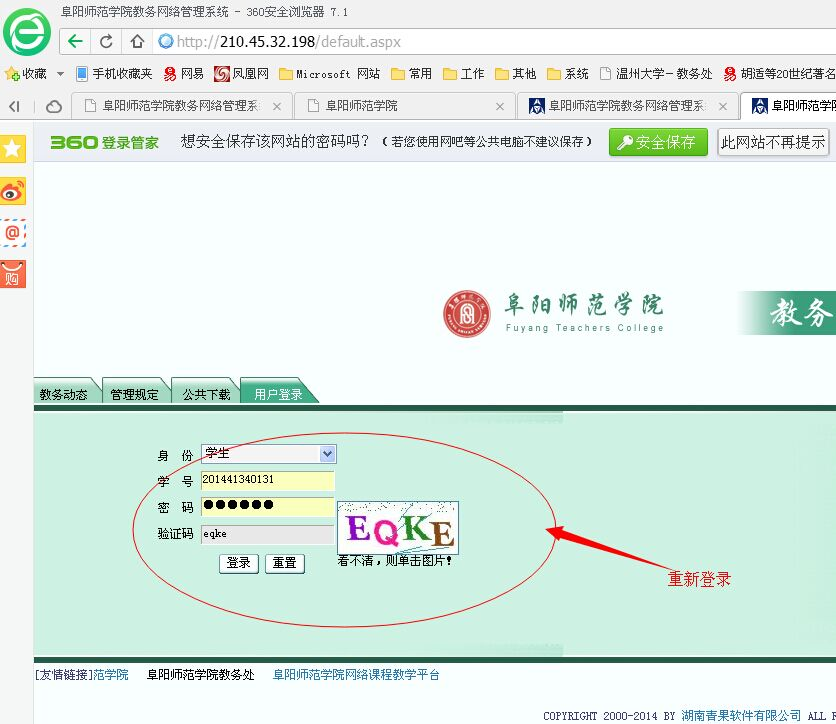 阜阳师范学院教务网络管理系统 - 360安全浏览器 7.1
http://210.45.32.198/default.aspx
收藏 手机收藏夹 网易 凤凰网 Microsoft 网站 常用 工作 其他 系统 温州大学－教务处 胡适等20世纪著名
阜阳师范学院教务网络管理系 阜阳师范学院 阜阳师范学院教务网络管理系 阜阳师范学院
360 登录管家 想安全保存该网站的密码吗？（若您使用网吧等公共电脑不建议保存） 安全保存 此网站不再提示
@
购
阜阳师范学院
Fuyang Teachers College
教务
教务动态 管理规定 公共下载 用户登录
身 份 学生
学 号 201441340131
密 码 ●●●●●●
验证码 eqke
EQKE
登录 重置
看不清，则单击图片!
重新登录
[友情链接]范学院 阜阳师范学院教务处 阜阳师范学院网络课程教学平台
COPYRIGHT 2000-2014 BY 湖南青果软件有限公司 ALL